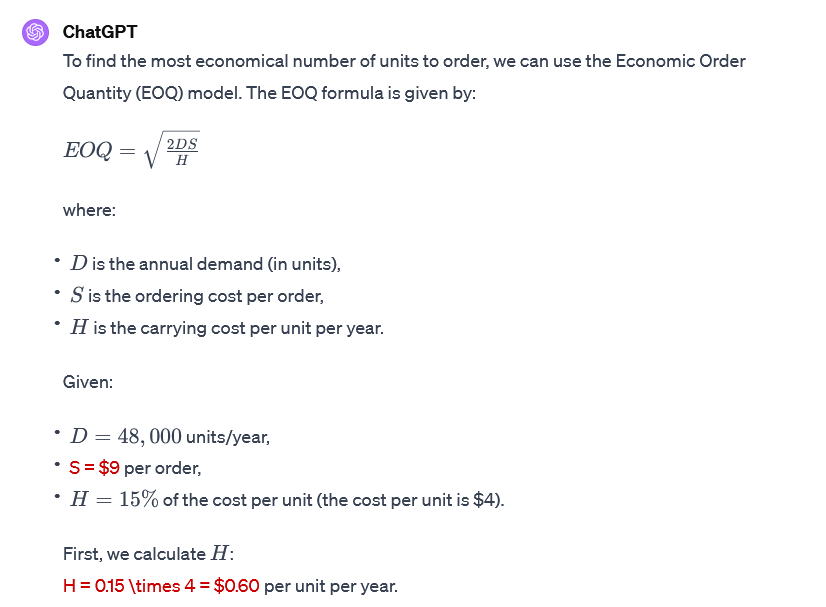 ChatGPT
To find the most economical number of units to order, we can use the Economic Order
Quantity (EOQ) model. The EOQ formula is given by:
EOQ = √(2DS/H)
where:
• D is the annual demand (in units),
• S is the ordering cost per order,
• H is the carrying cost per unit per year.
Given:
• D = 48,000 units/year,
• S = $9 per order,
• H = 15% of the cost per unit (the cost per unit is $4).
First, we calculate H:
H = 0.15 \times 4 = $0.60 per unit per year.